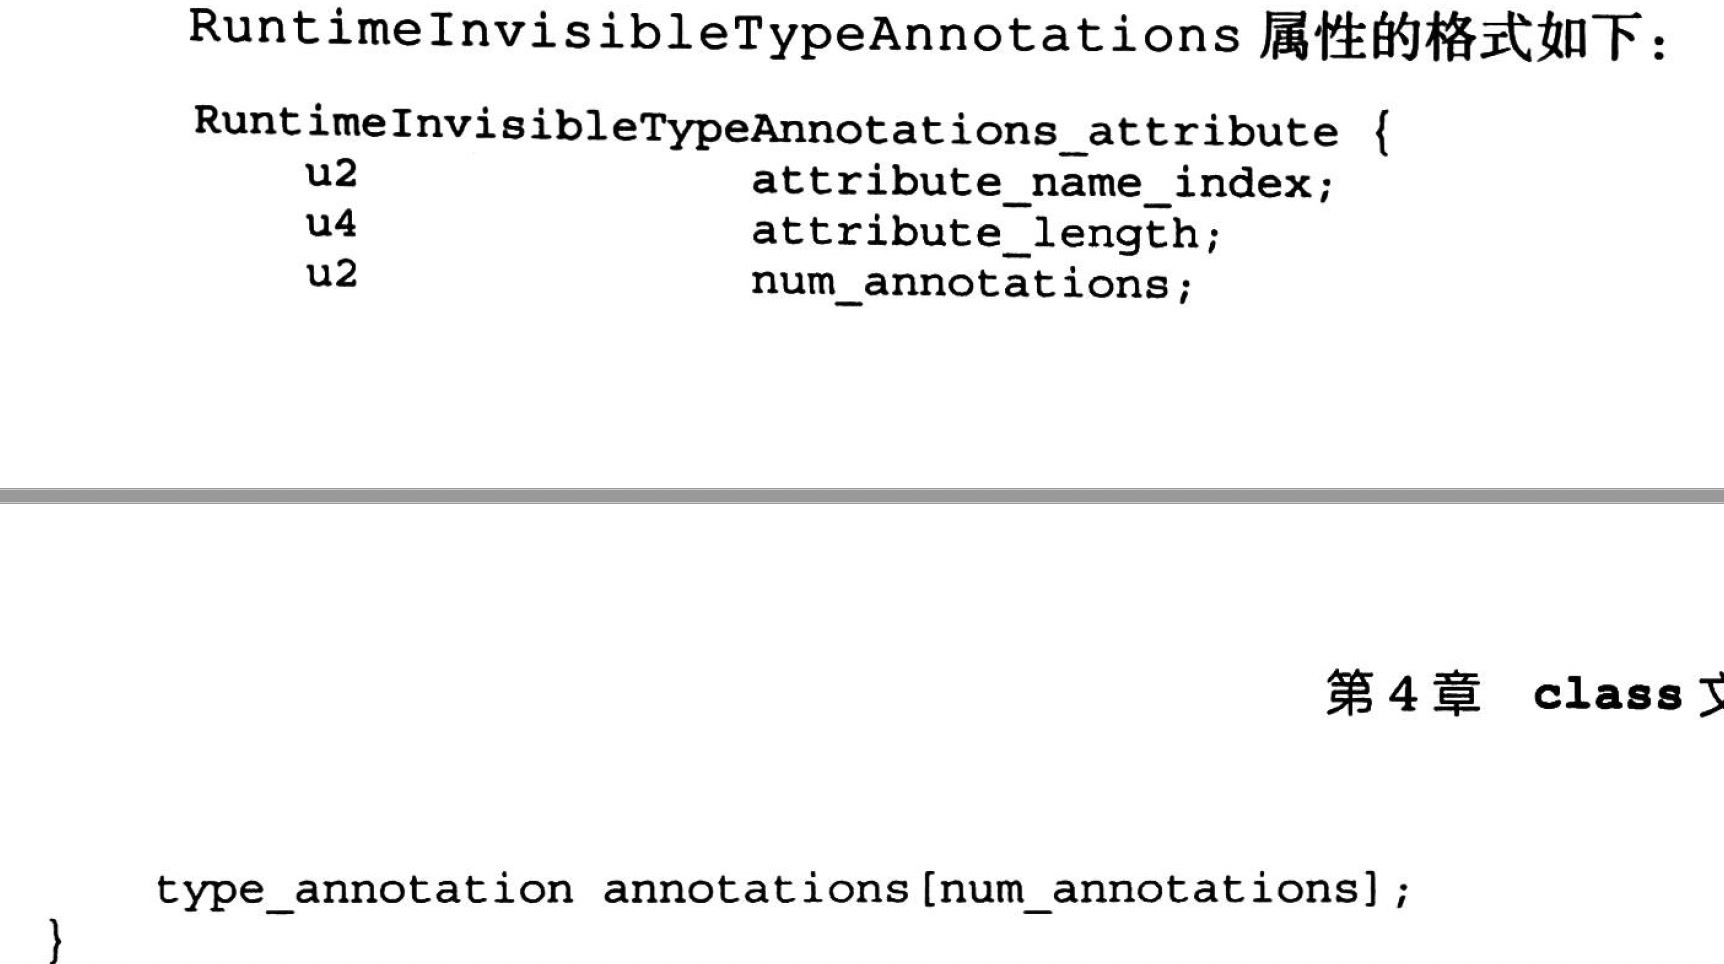 RuntimeInvisibleTypeAnnotations 属性的格式如下：
RuntimeInvisibleTypeAnnotations_attribute {
u2 attribute_name_index;
u4 attribute_length;
u2 num_annotations;
第 4 章 class 文
type_annotation annotations[num_annotations];
}